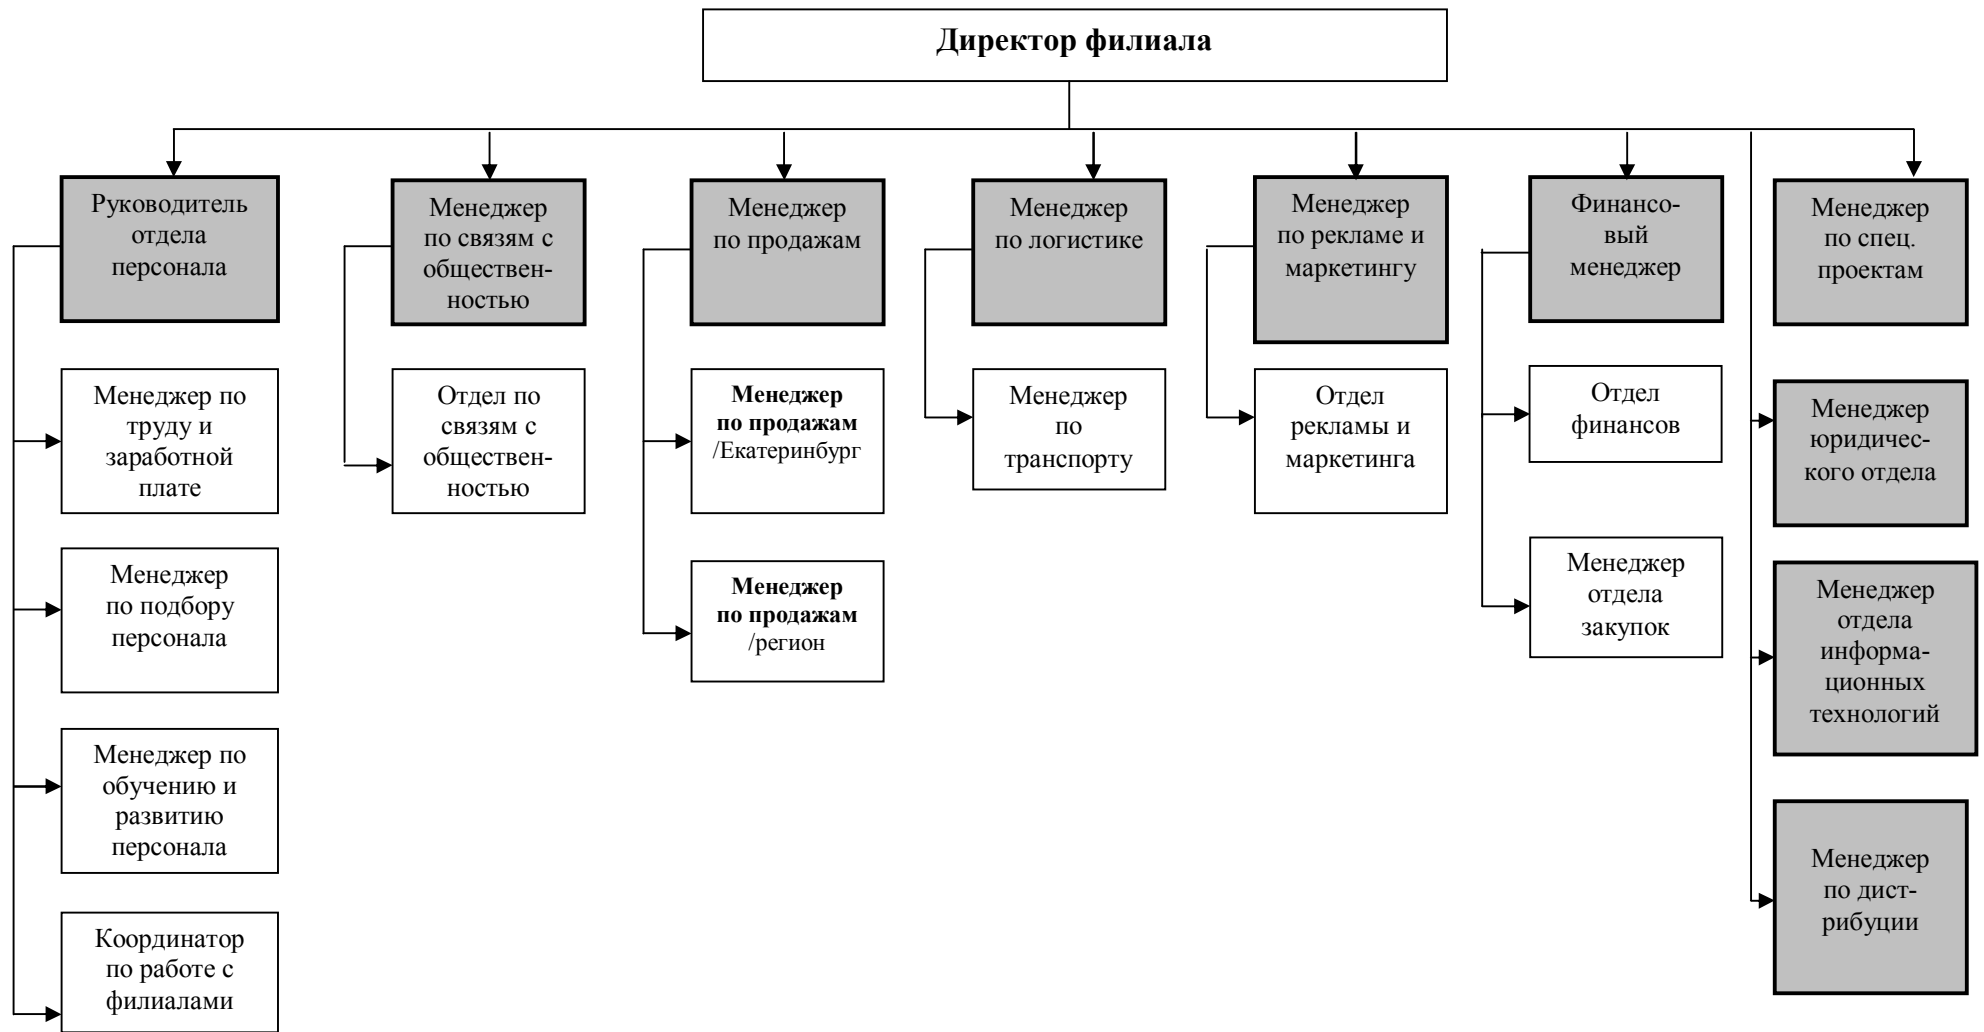 Директор филиала
Руководитель
отдела
персонала
Менеджер
по связям с
обществен-
ностью
Менеджер
по продажам
Менеджер
по логистике
Менеджер
по рекламе и
маркетингу
Финансо-
вый
менеджер
Менеджер
по спец.
проектам
Менеджер по
труду и
заработной
плате
Отдел по
связям с
обществен-
ностью
Менеджер
по продажам
/Екатеринбург
Менеджер
по
транспорту
Отдел
рекламы и
маркетинга
Отдел
финансов
Менеджер
юридичес-
кого отдела
Менеджер
по подбору
персонала
Менеджер
по продажам
/регион
Менеджер
отдела
закупок
Менеджер
отдела
информа-
ционных
технологий
Менеджер по
обучению и
развитию
персонала
Менеджер
по дист-
рибуции
Координатор
по работе с
филиалами